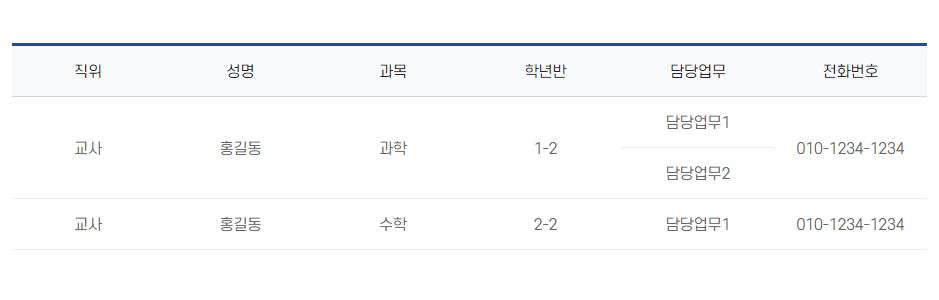 직위 성명 과목 학년반 담당업무 전화번호
교사 홍길동 과학 1-2 담당업무1 010-1234-1234
담당업무2
교사 홍길동 수학 2-2 담당업무1 010-1234-1234